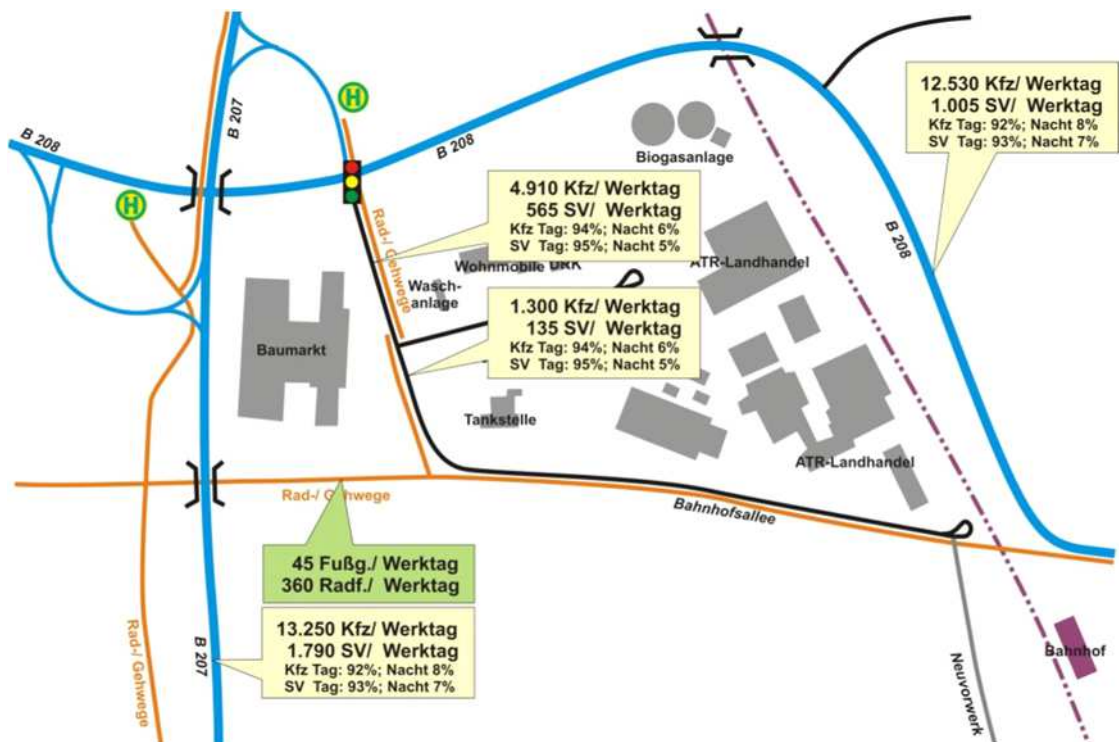 B 207
H
B 208
B 208
12.530 Kfz/ Werktag
1.005 SV/ Werktag
Kfz Tag: 92%; Nacht 8%
SV Tag: 93%; Nacht 7%
Biogasanlage
H
4.910 Kfz/ Werktag
565 SV/ Werktag
Kfz Tag: 94%; Nacht 6%
SV Tag: 95%; Nacht 5%
Rad-/ Gehwege
B 208
Wohnmobile DRK
ATR-Landhandel
Wasch-
anlage
1.300 Kfz/ Werktag
135 SV/ Werktag
Kfz Tag: 94%; Nacht 6%
SV Tag: 95%; Nacht 5%
Baumarkt
Tankstelle
ATR-Landhandel
Rad-/ Gehwege
Bahnhofsallee
45 Fußg./ Werktag
360 Radf./ Werktag
13.250 Kfz/ Werktag
1.790 SV/ Werktag
Kfz Tag: 92%; Nacht 8%
SV Tag: 93%; Nacht 7%
Rad-/ Gehwege
B 207
Bahnhof
Neuvorwerk